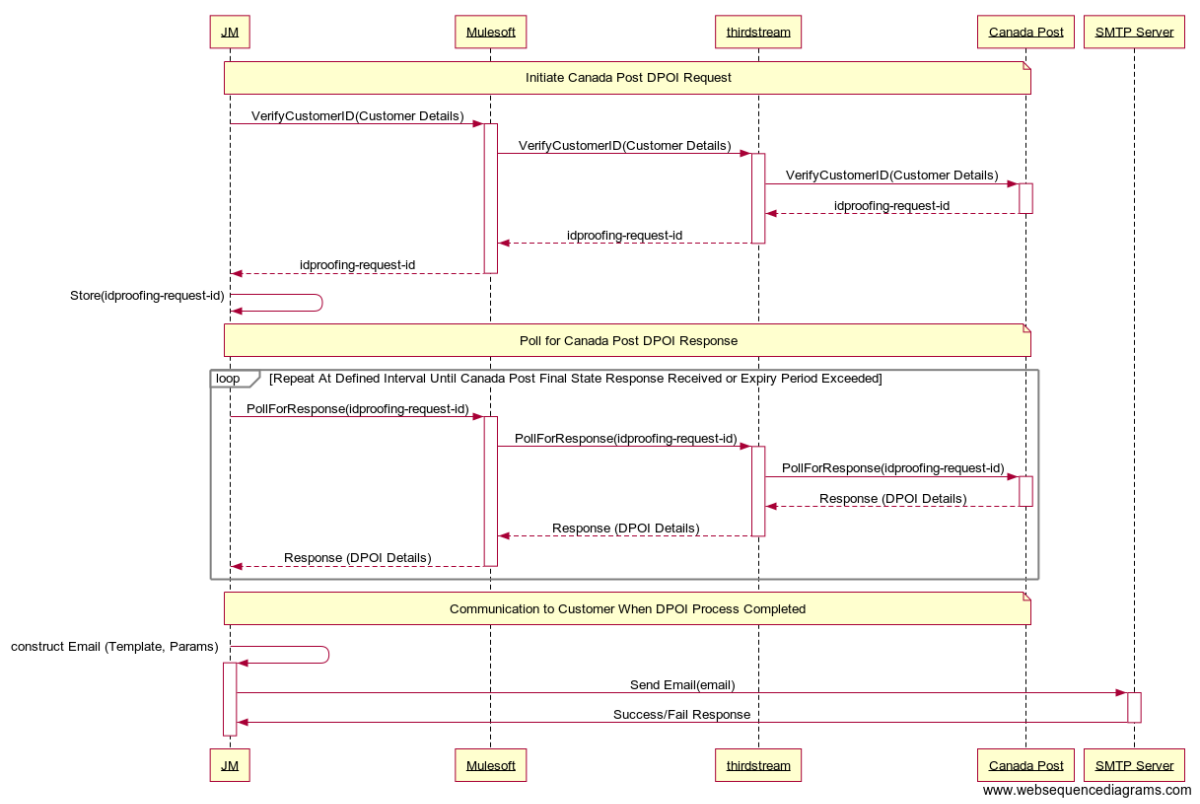 JM
Mulesoft
thirdstream
Canada Post
SMTP Server
Initiate Canada Post DPOI Request
VerifyCustomerID(Customer Details)
VerifyCustomerID(Customer Details)
VerifyCustomerID(Customer Details)
idproofing-request-id
idproofing-request-id
idproofing-request-id
Store(idproofing-request-id)
Poll for Canada Post DPOI Response
loop
[Repeat At Defined Interval Until Canada Post Final State Response Received or Expiry Period Exceeded]
PollForResponse(idproofing-request-id)
PollForResponse(idproofing-request-id)
PollForResponse(idproofing-request-id)
Response (DPOI Details)
Response (DPOI Details)
Response (DPOI Details)
Communication to Customer When DPOI Process Completed
construct Email (Template, Params)
Send Email(email)
Success/Fail Response
JM
Mulesoft
thirdstream
Canada Post
SMTP Server
www.websequencediagrams.com